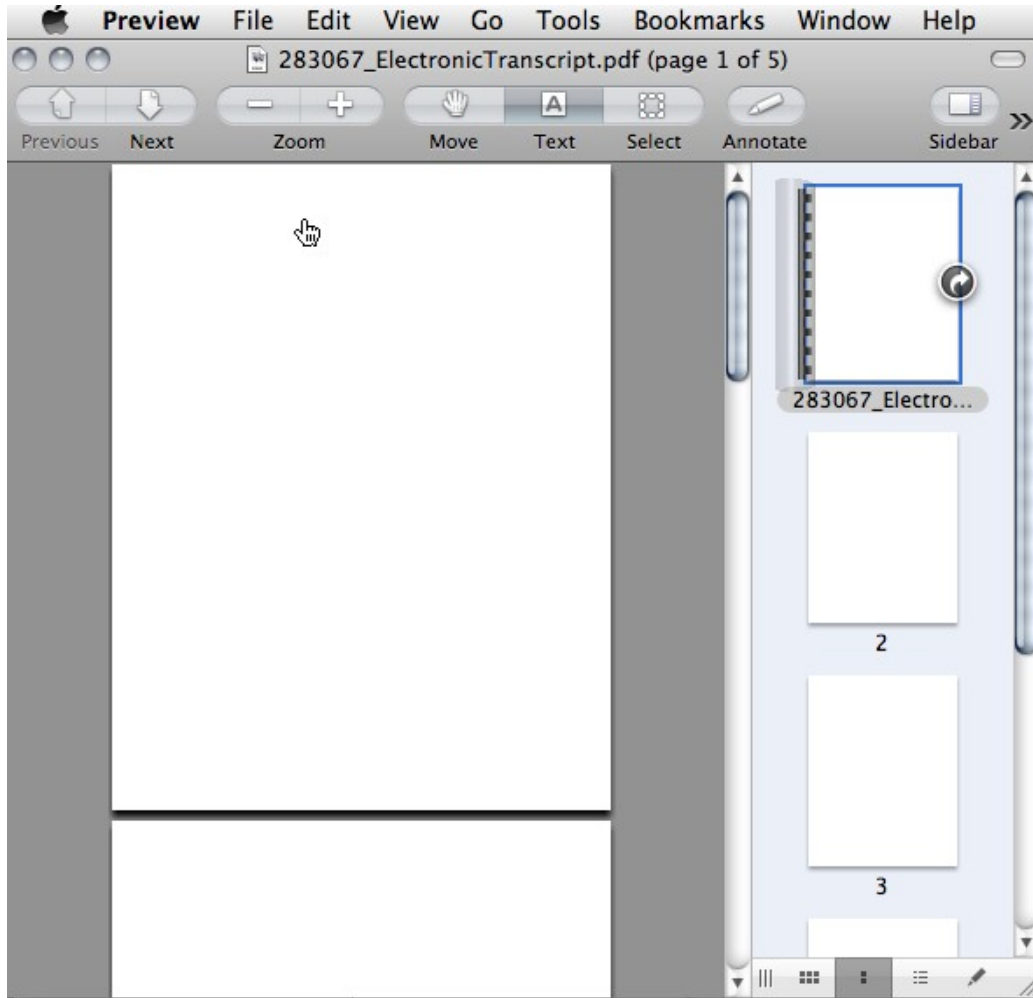 Preview File Edit View Go Tools Bookmarks Window Help
283067_ElectronicTranscript.pdf (page 1 of 5)
Previous Next Zoom Move Text Select Annotate Sidebar
283067_Electro...
2
3